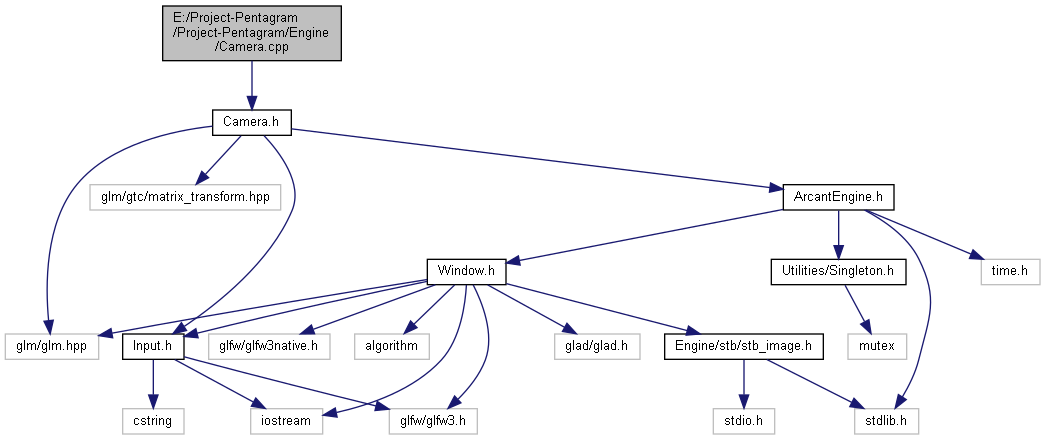 E:/Project-Pentagram
/Project-Pentagram/Engine
/Camera.cpp
Camera.h
glm/gtc/matrix_transform.hpp
ArcantEngine.h
Window.h
Utilities/Singleton.h
time.h
glm/glm.hpp
Input.h
glfw/glfw3native.h
algorithm
glad/glad.h
Engine/stb/stb_image.h
mutex
cstring
iostream
glfw/glfw3.h
stdio.h
stdlib.h